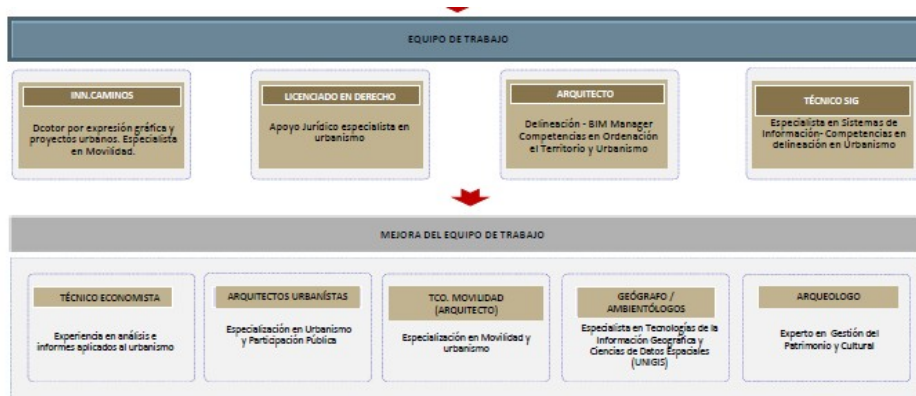 EQUIPO DE TRABAJO
INN.CAMINOS
Dcotor por expresión gráfica y
proyectos urbanos. Especialista
en Movilidad.
LICENCIADO EN DERECHO
Apoyo Jurídico especialista en
urbanismo
ARQUITECTO
Delineación - BIM Manager
Competencias en Ordenación
el Territorio y Urbanismo
TÉCNICO SIG
Especialista en Sistemas de
Información- Competencias en
delineación en Urbanismo
MEJORA DEL EQUIPO DE TRABAJO
TÉCNICO ECONOMISTA
Experiencia en análisis e
informes aplicados al urbanismo
ARQUITECTOS URBANÍSTAS
Especialización en Urbanismo
y Participación Pública
TCO. MOVILIDAD
(ARQUITECTO)
Especialización en Movilidad y
urbanismo
GEÓGRAFO /
AMBIENTÓLOGOS
Especialista en Tecnologías de la
Información Geográfica y
Ciencias de Datos Espaciales
(UNIGIS)
ARQUEOLOGO
Experto en Gestión del
Patrimonio y Cultural